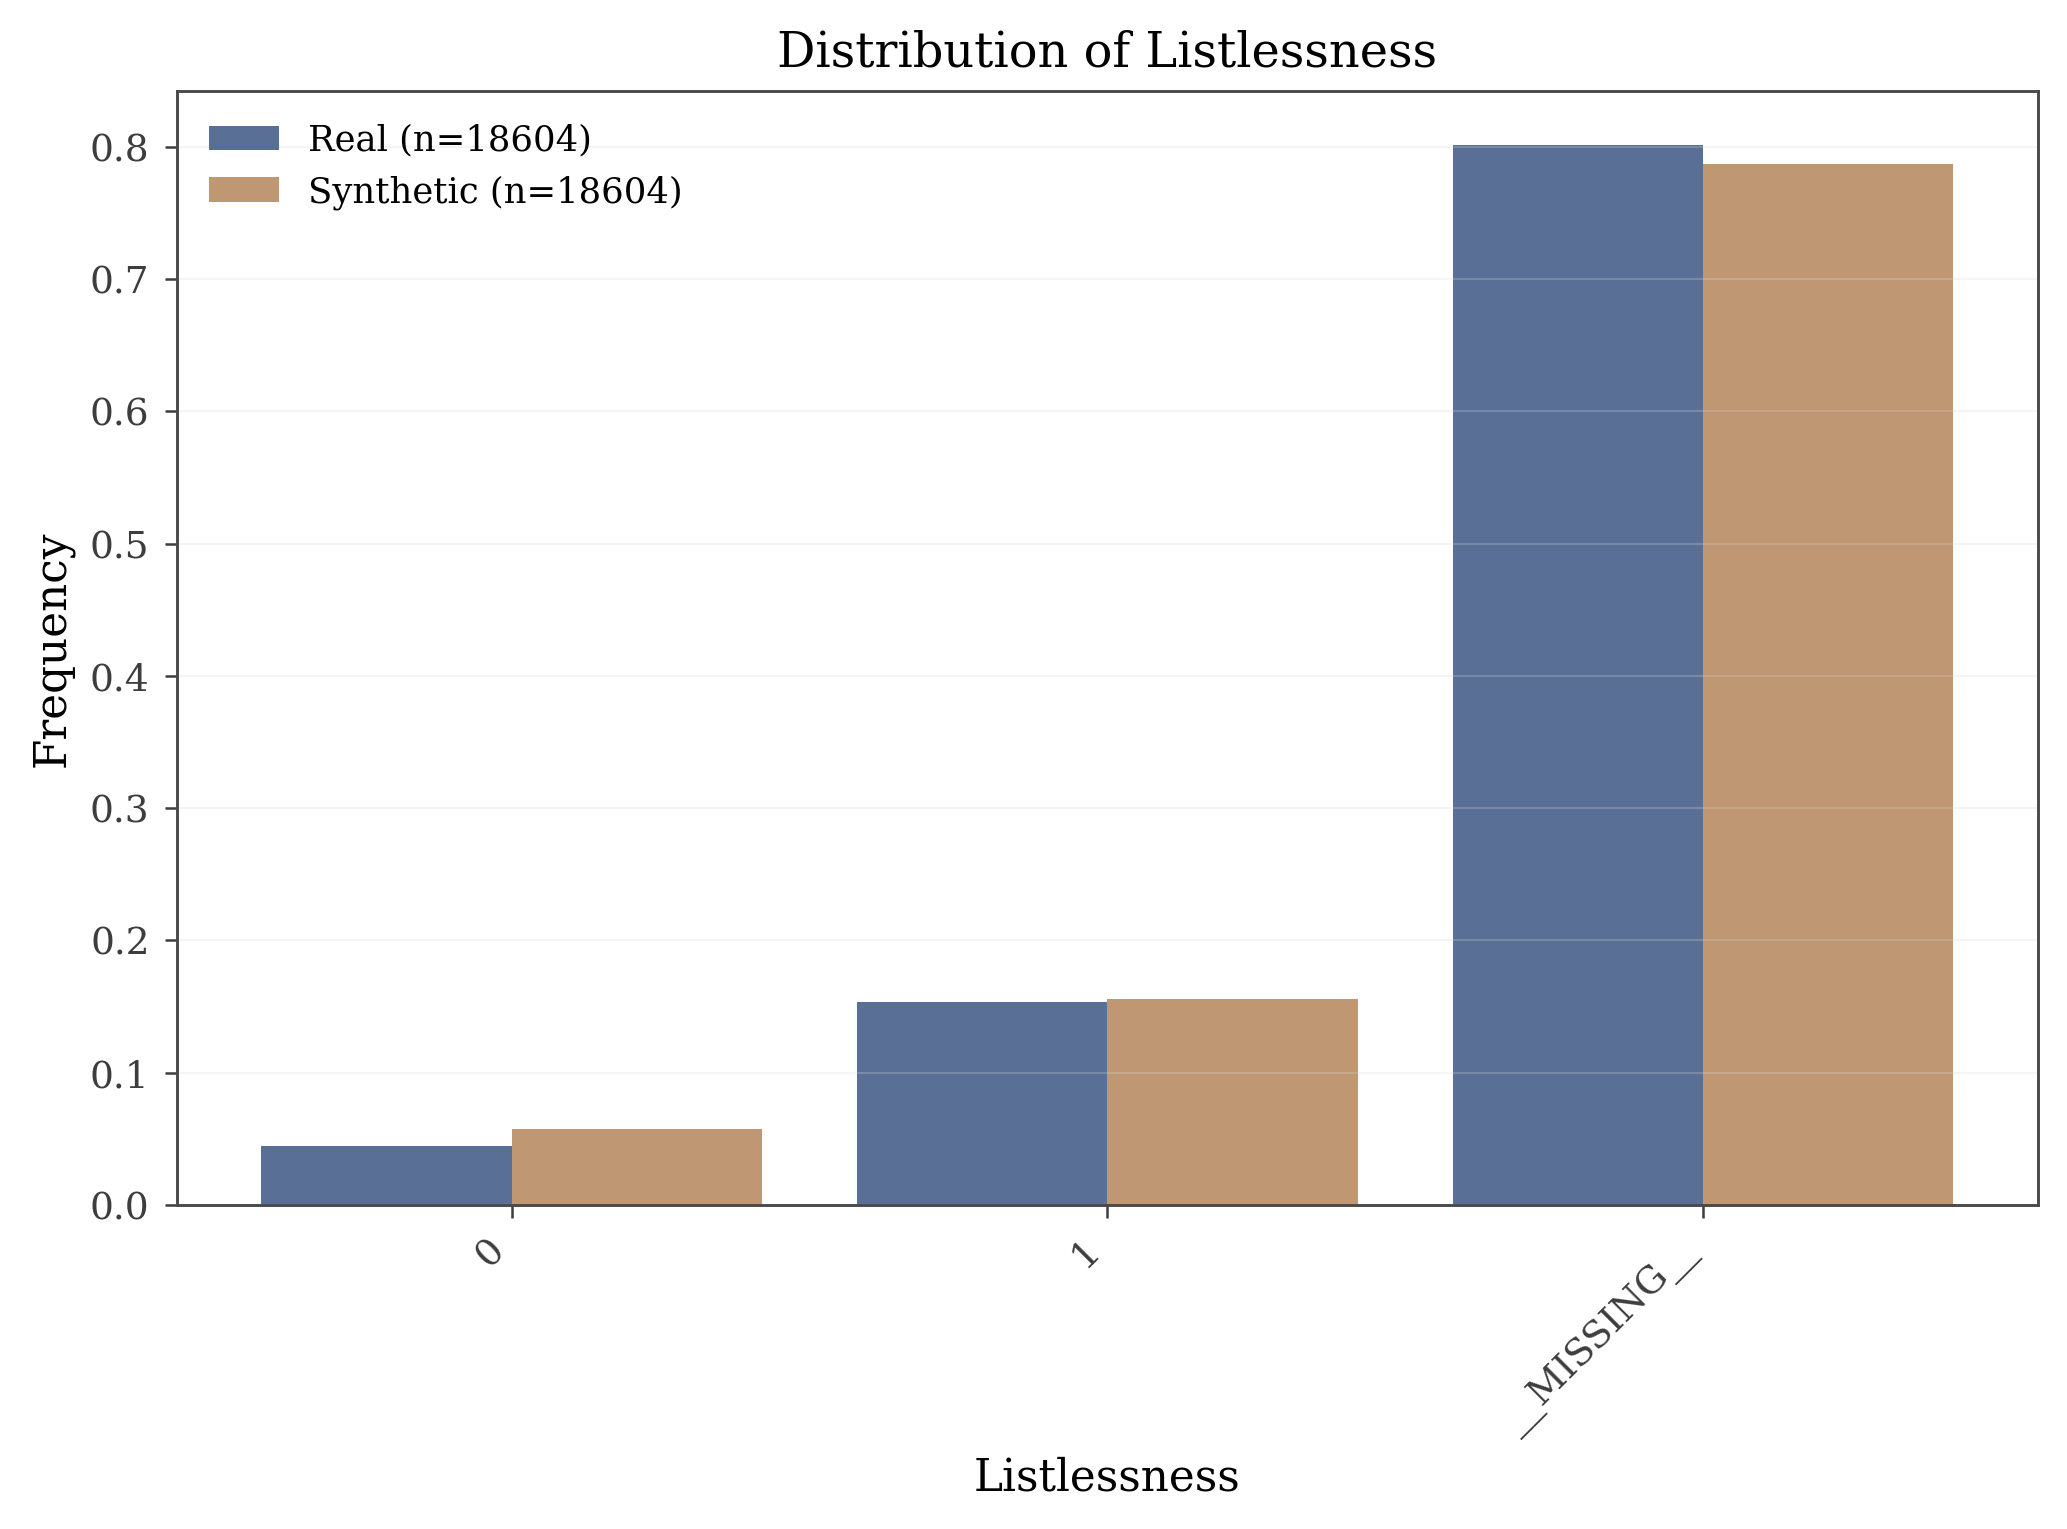 Distribution of Listlessness
Real (n=18604)
Synthetic (n=18604)
Frequency
0.8
0.7
0.6
0.5
0.4
0.3
0.2
0.1
0.0
0
1
__MISSING__
Listlessness